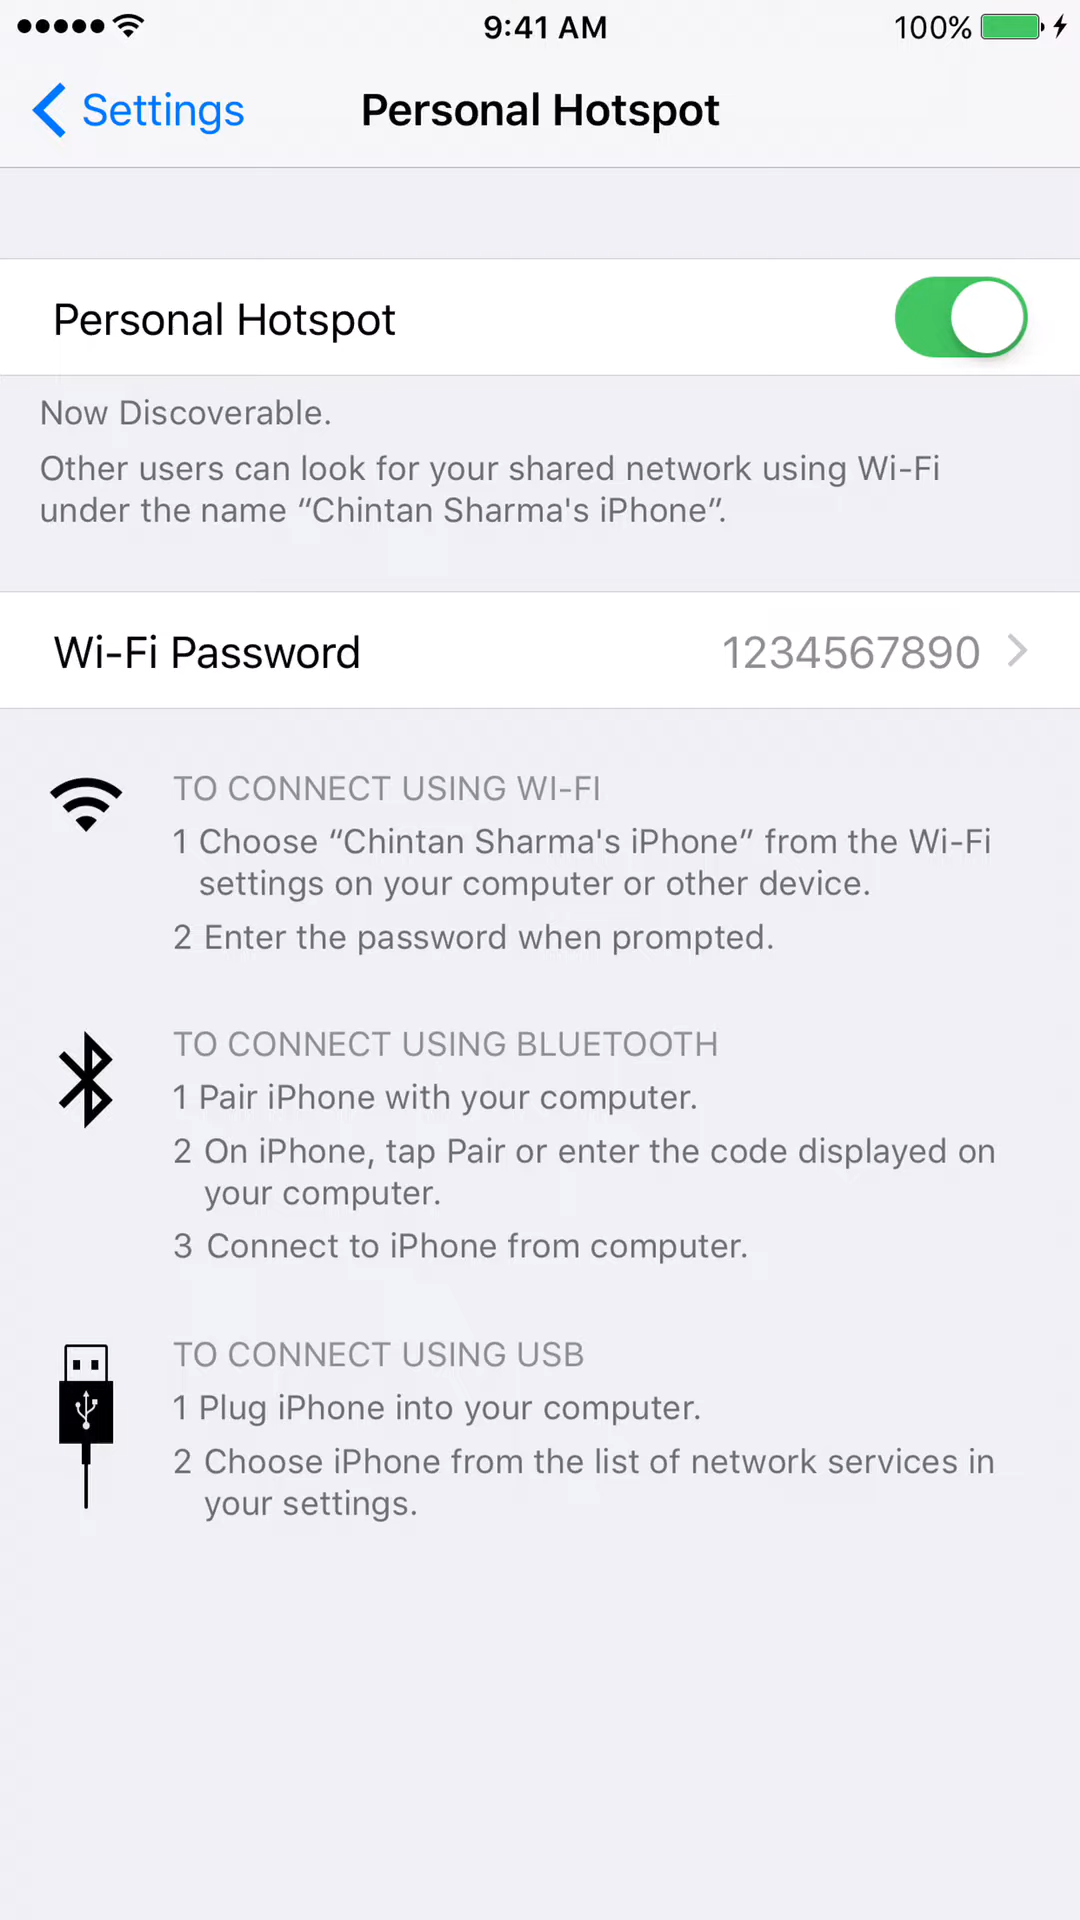 9:41 AM
100%
Settings
Personal Hotspot
Personal Hotspot
Now Discoverable.
Other users can look for your shared network using Wi-Fi
under the name “Chintan Sharma's iPhone”.
Wi-Fi Password 1234567890
TO CONNECT USING WI-FI
1 Choose “Chintan Sharma's iPhone” from the Wi-Fi
settings on your computer or other device.
2 Enter the password when prompted.
TO CONNECT USING BLUETOOTH
1 Pair iPhone with your computer.
2 On iPhone, tap Pair or enter the code displayed on
your computer.
3 Connect to iPhone from computer.
TO CONNECT USING USB
1 Plug iPhone into your computer.
2 Choose iPhone from the list of network services in
your settings.